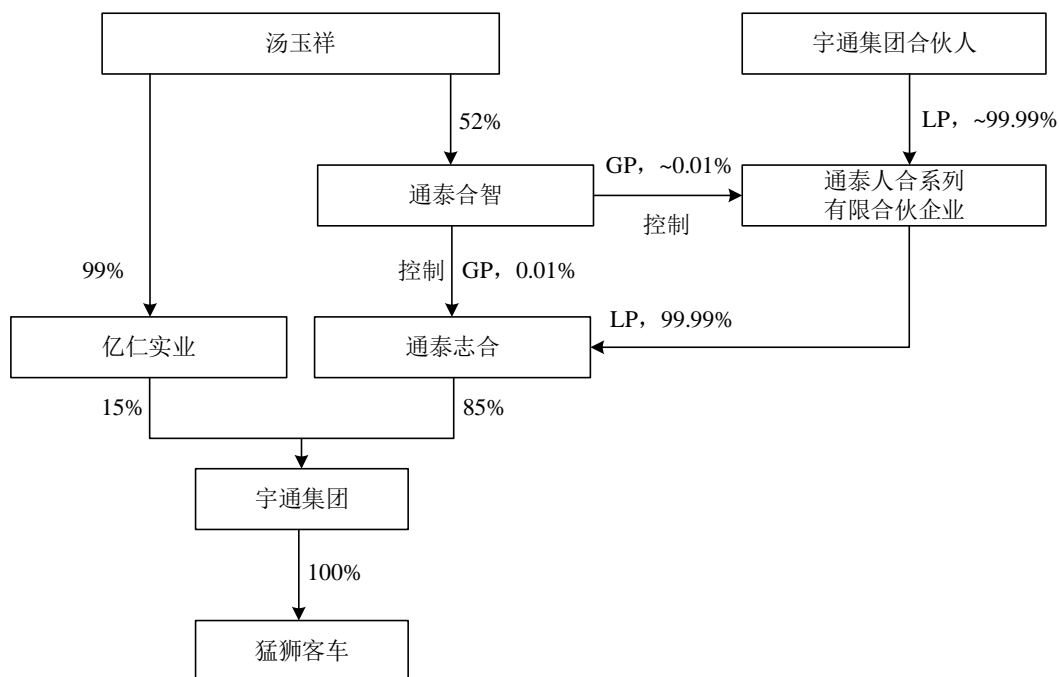 汤玉祥
宇通集团合伙人
52%
LP，~99.99%
GP，~0.01%
通泰合智
通泰人合系列
有限合伙企业
控制
99%
控制
GP，0.01%
LP，99.99%
亿仁实业
通泰志合
15%
85%
宇通集团
100%
猛狮客车